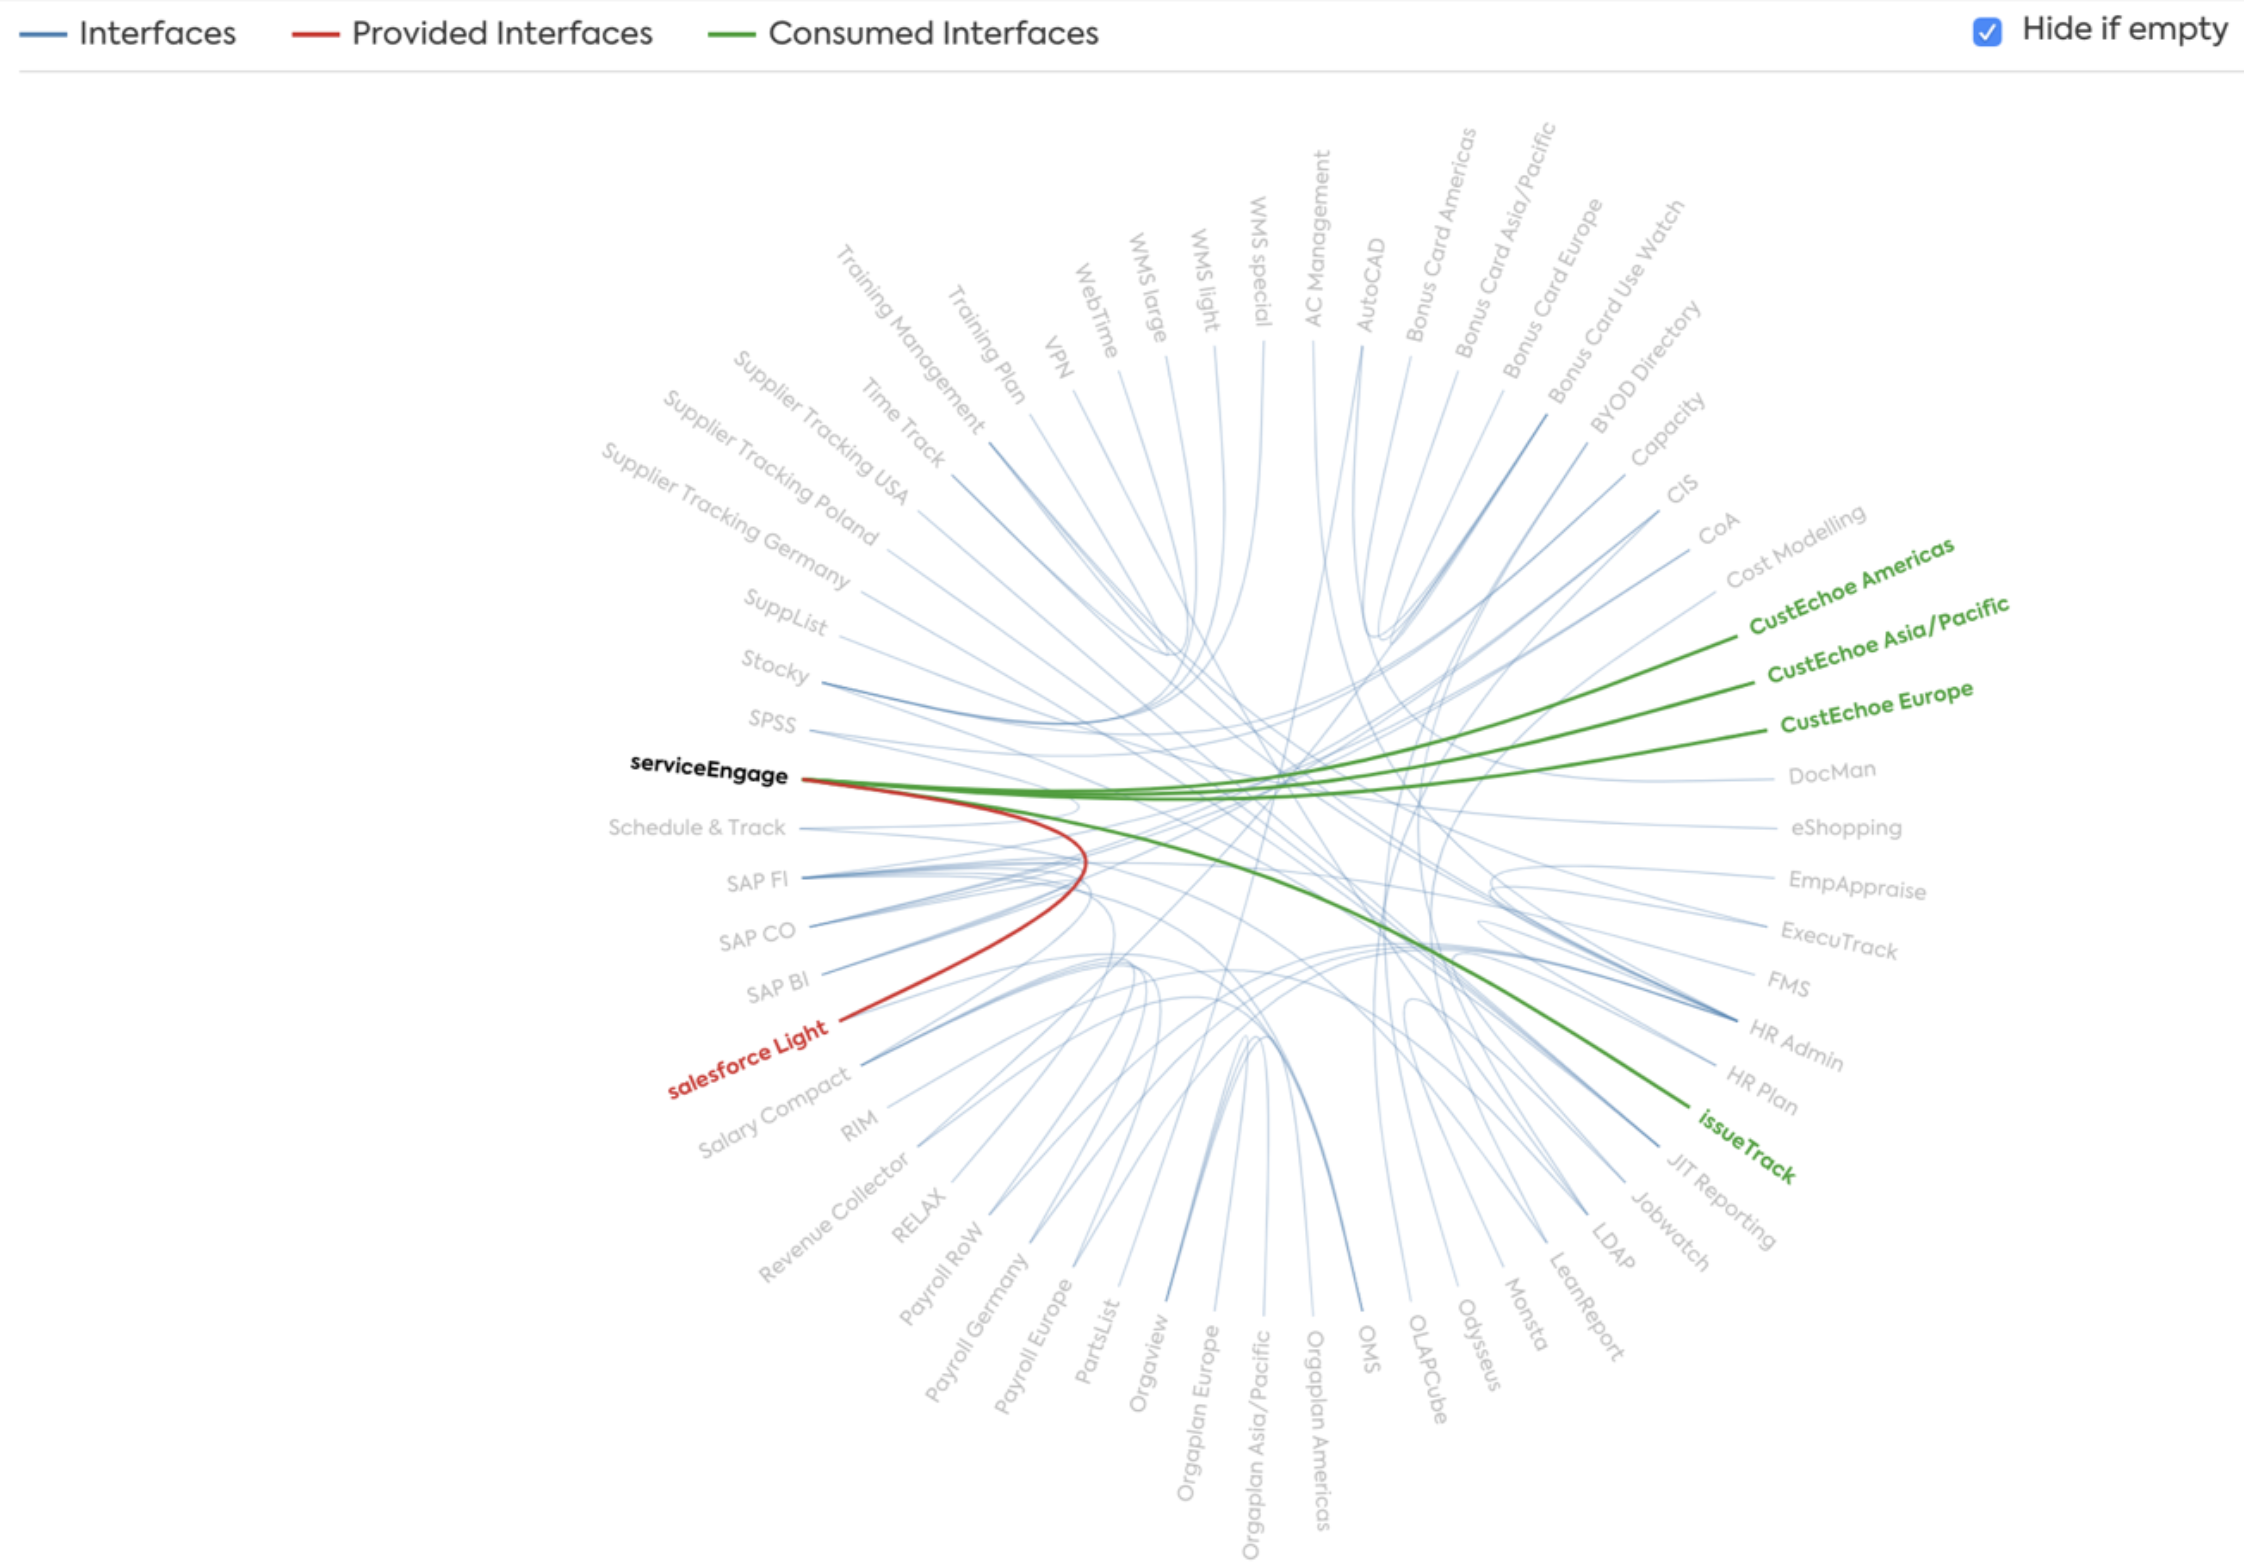 Interfaces
Provided Interfaces
Consumed Interfaces
Hide if empty
AC Management
AutoCAD
Bonus Card Americas
Bonus Card Asia/Pacific
Bonus Card Europe
Bonus Card Use Watch
BYOD Directory
Capacity
CIS
CoA
Cost Modelling
CustEchoe Americas
CustEchoe Asia/Pacific
CustEchoe Europe
DocMan
eShopping
EmpAppraise
ExecuTrack
FMS
HR Admin
HR Plan
issueTrack
JIT Reporting
Jobwatch
LDAP
LeanReport
Monsta
Odysseus
OLAPCube
OMS
Orgaplan Americas
Orgaplan Asia/Pacific
Orgaplan Europe
Orgaview
PartsList
Payroll Europe
Payroll Germany
Payroll RoW
RELAX
Revenue Collector
RIM
Salary Compact
salesforce Light
SAP BI
SAP CO
SAP FI
Schedule & Track
serviceEngage
SPSS
Stocky
SuppList
Supplier Tracking Germany
Supplier Tracking Poland
Supplier Tracking USA
Time Track
Training Management
Training Plan
VPN
WebTime
WMS large
WMS light
WMS special